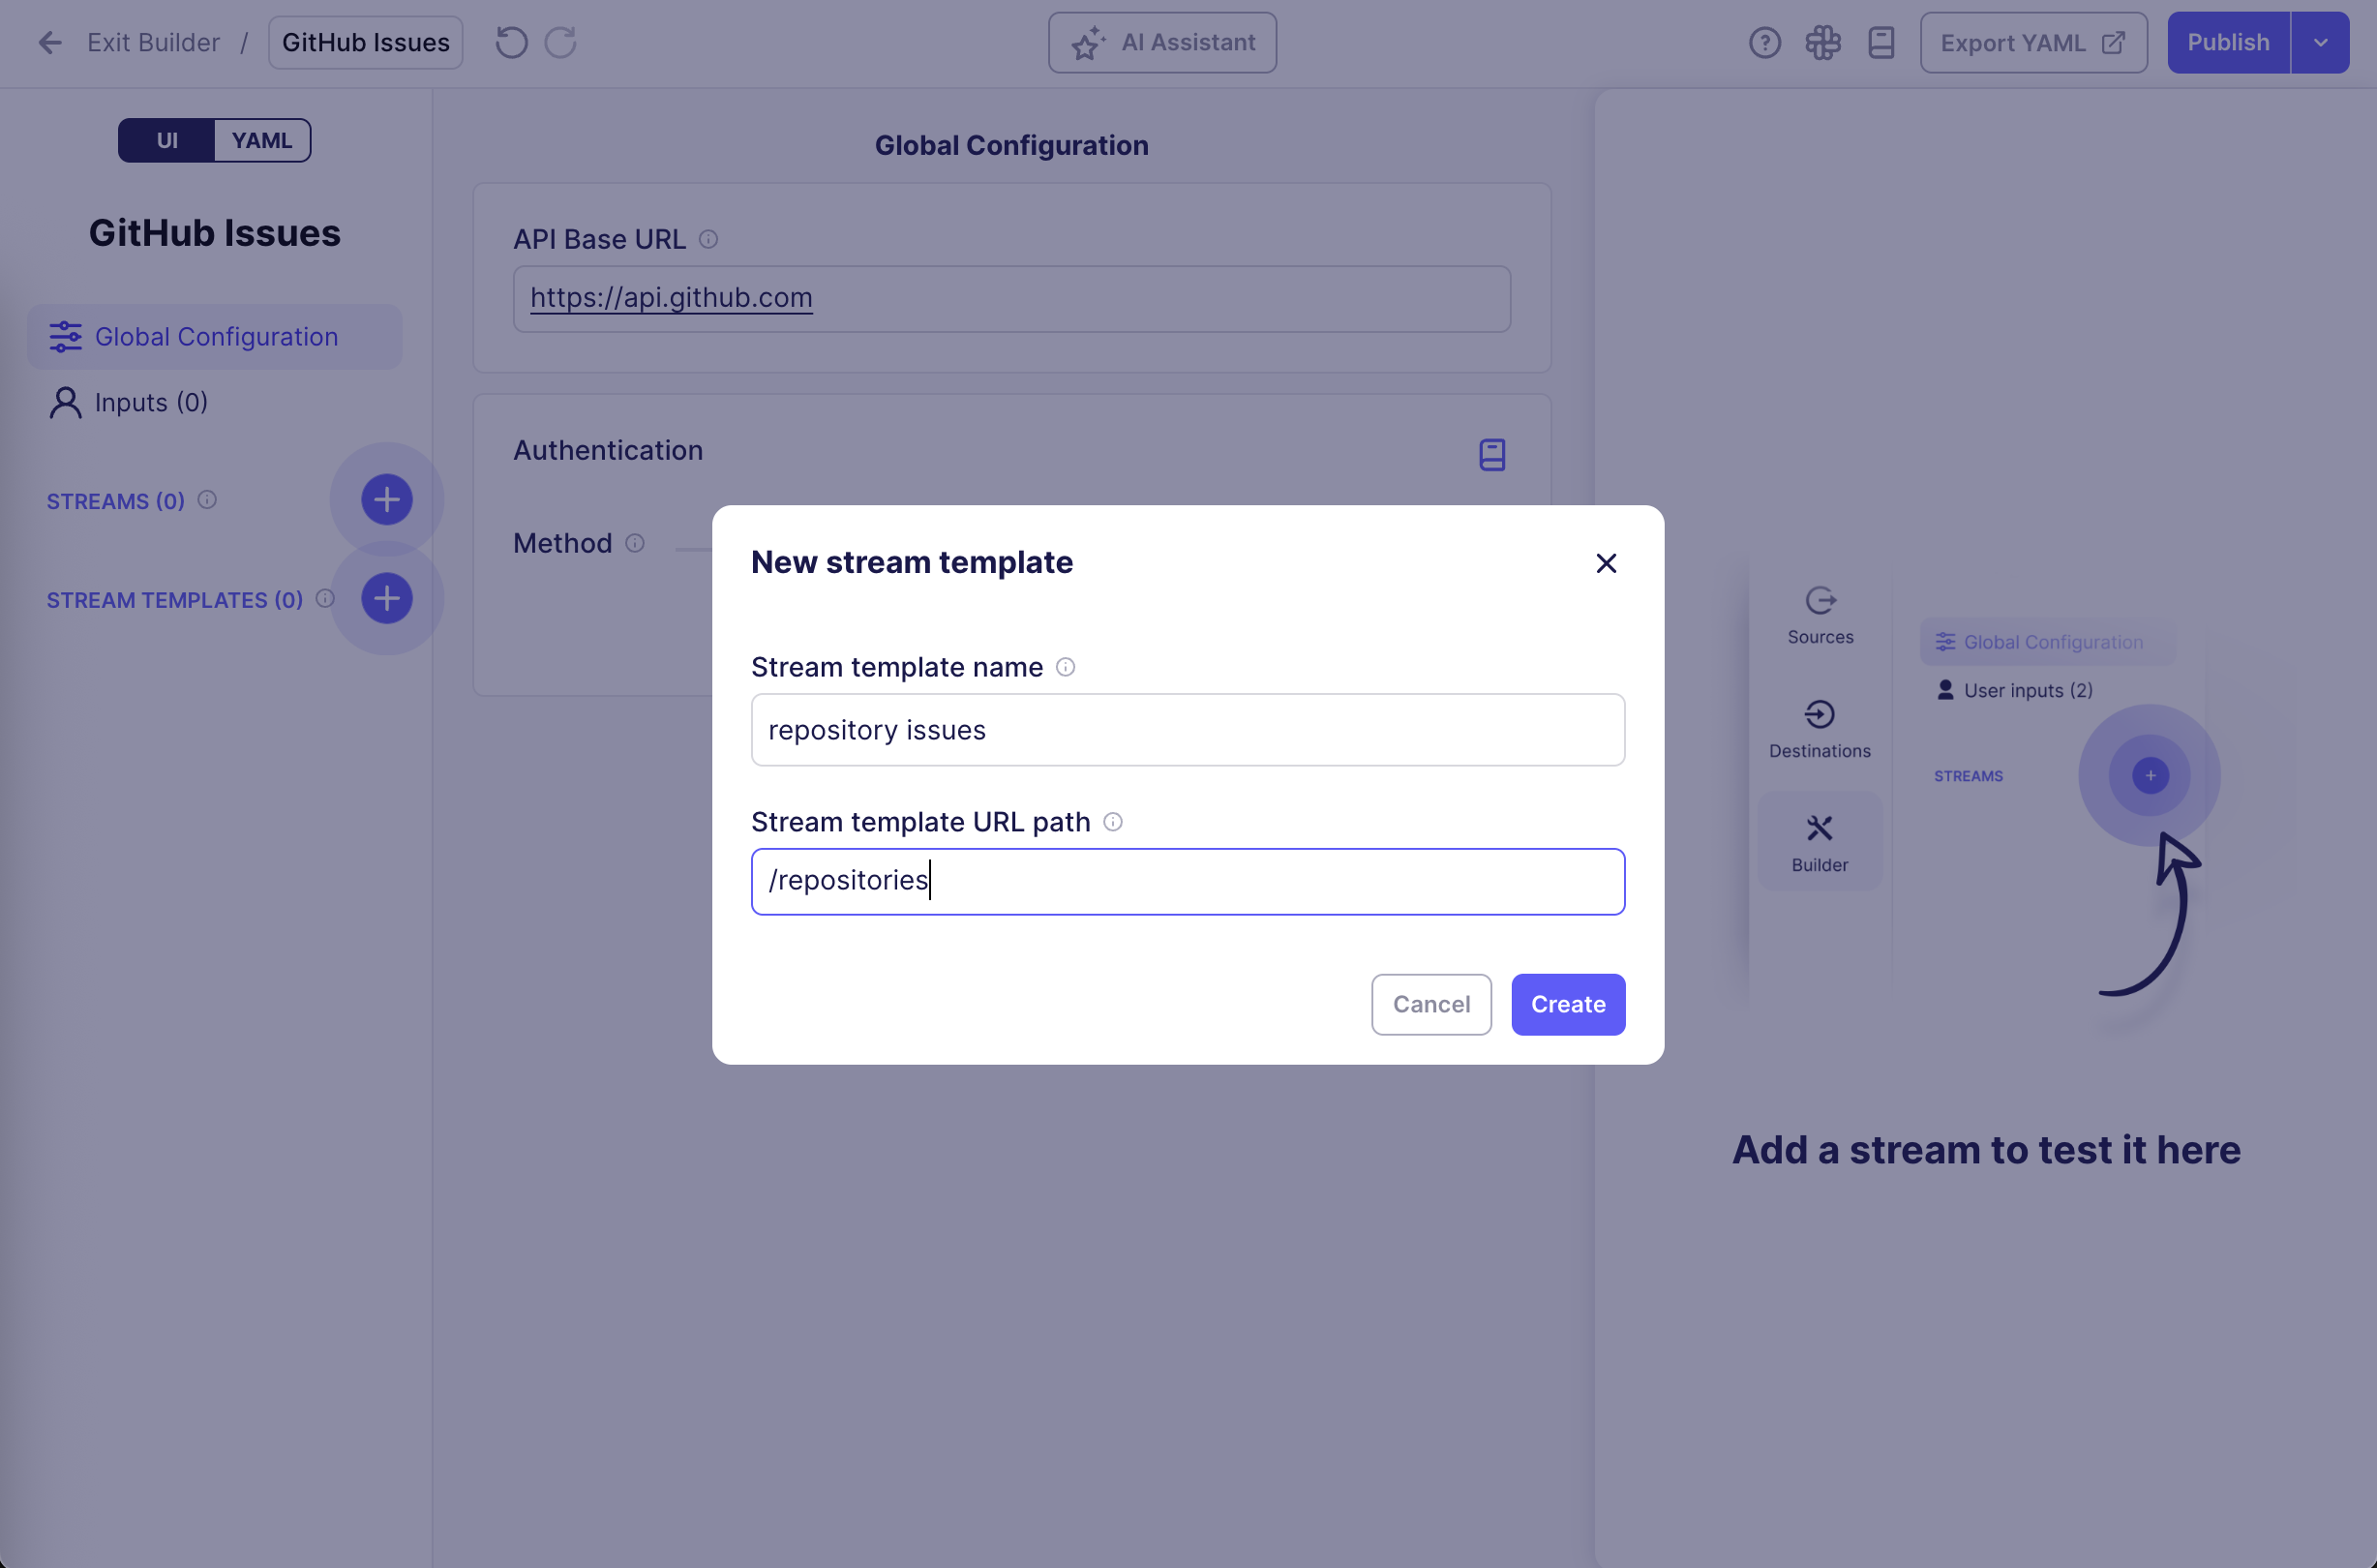 Exit Builder / GitHub Issues
AI Assistant
Export YAML
Publish
UI YAML
GitHub Issues
Global Configuration
Inputs (0)
STREAMS (0)
STREAM TEMPLATES (0)
Global Configuration
API Base URL
https://api.github.com
Authentication
Method
New stream template
Stream template name
repository issues
Stream template URL path
/repositories
Cancel
Create
Sources
Destinations
Builder
Global Configuration
User inputs (2)
STREAMS
Add a stream to test it here